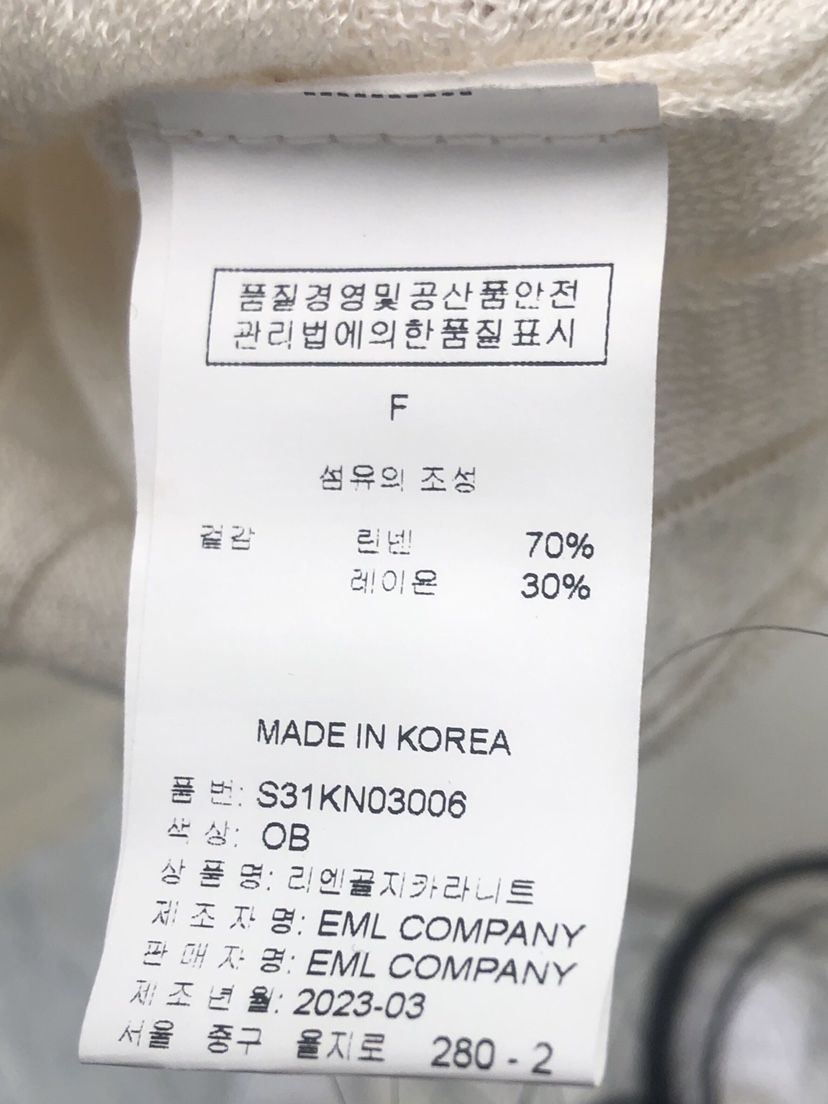 품질경영및공산품안전
관리법에의한품질표시
F
섬유의 조성
겉감 린넨 70%
레이온 30%
MADE IN KOREA
품 번: S31KN03006
색 상: OB
상 품 명: 리엔골지카라니트
제 조 자 명: EML COMPANY
판 매 자 명: EML COMPANY
제 조 년 월: 2023-03
서울 중구 을지로 280 - 2